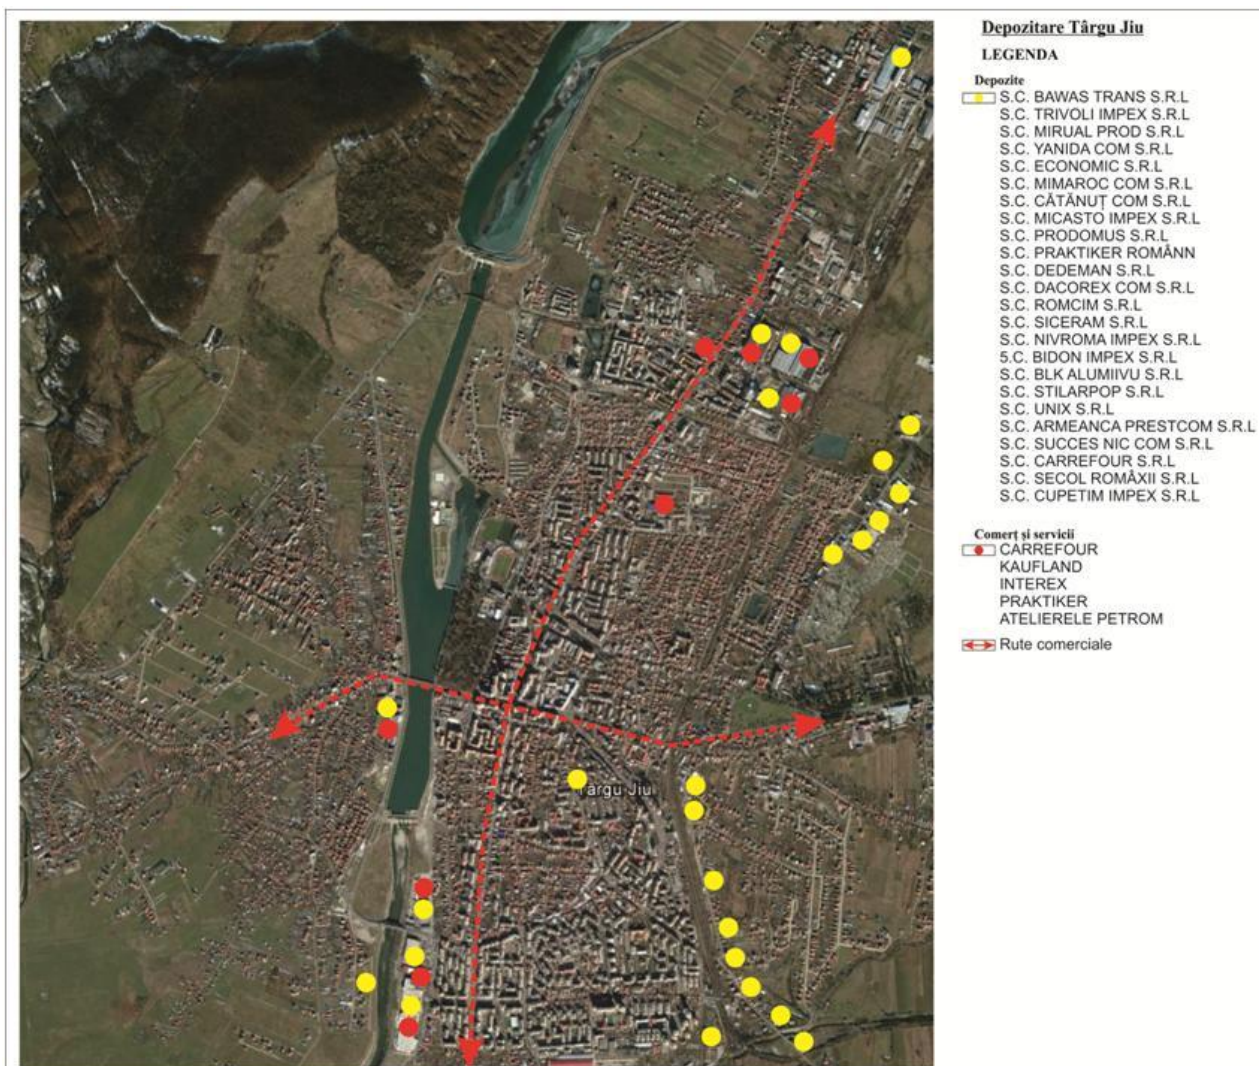 Depozitare Târgu Jiu
LEGENDA
Depozite
S.C. BAWAS TRANS S.R.L
S.C. TRIVOLI IMPEX S.R.L
S.C. MIRUAL PROD S.R.L
S.C. YANIDA COM S.R.L
S.C. ECONOMIC S.R.L
S.C. MIMAROC COM S.R.L
S.C. CĂTĂNUȚ COM S.R.L
S.C. MICASTO IMPEX S.R.L
S.C. PRODOMUS S.R.L
S.C. PRAKTIKER ROMÂNN
S.C. DEDEMAN S.R.L
S.C. DACOREX COM S.R.L
S.C. ROMCIM S.R.L
S.C. SICERAM S.R.L
S.C. NIVROMA IMPEX S.R.L
5.C. BIDON IMPEX S.R.L
S.C. BLK ALUMIIVU S.R.L
S.C. STILARPOP S.R.L
S.C. UNIX S.R.L
S.C. ARMEANCA PRESTCOM S.R.L
S.C. SUCCES NIC COM S.R.L
S.C. CARREFOUR S.R.L
S.C. SECOL ROMÂXII S.R.L
S.C. CUPETIM IMPEX S.R.L
Comerț și servicii
CARREFOUR
KAUFLAND
INTEREX
PRAKTIKER
ATELIERELE PETROM
Rute comerciale
Târgu Jiu